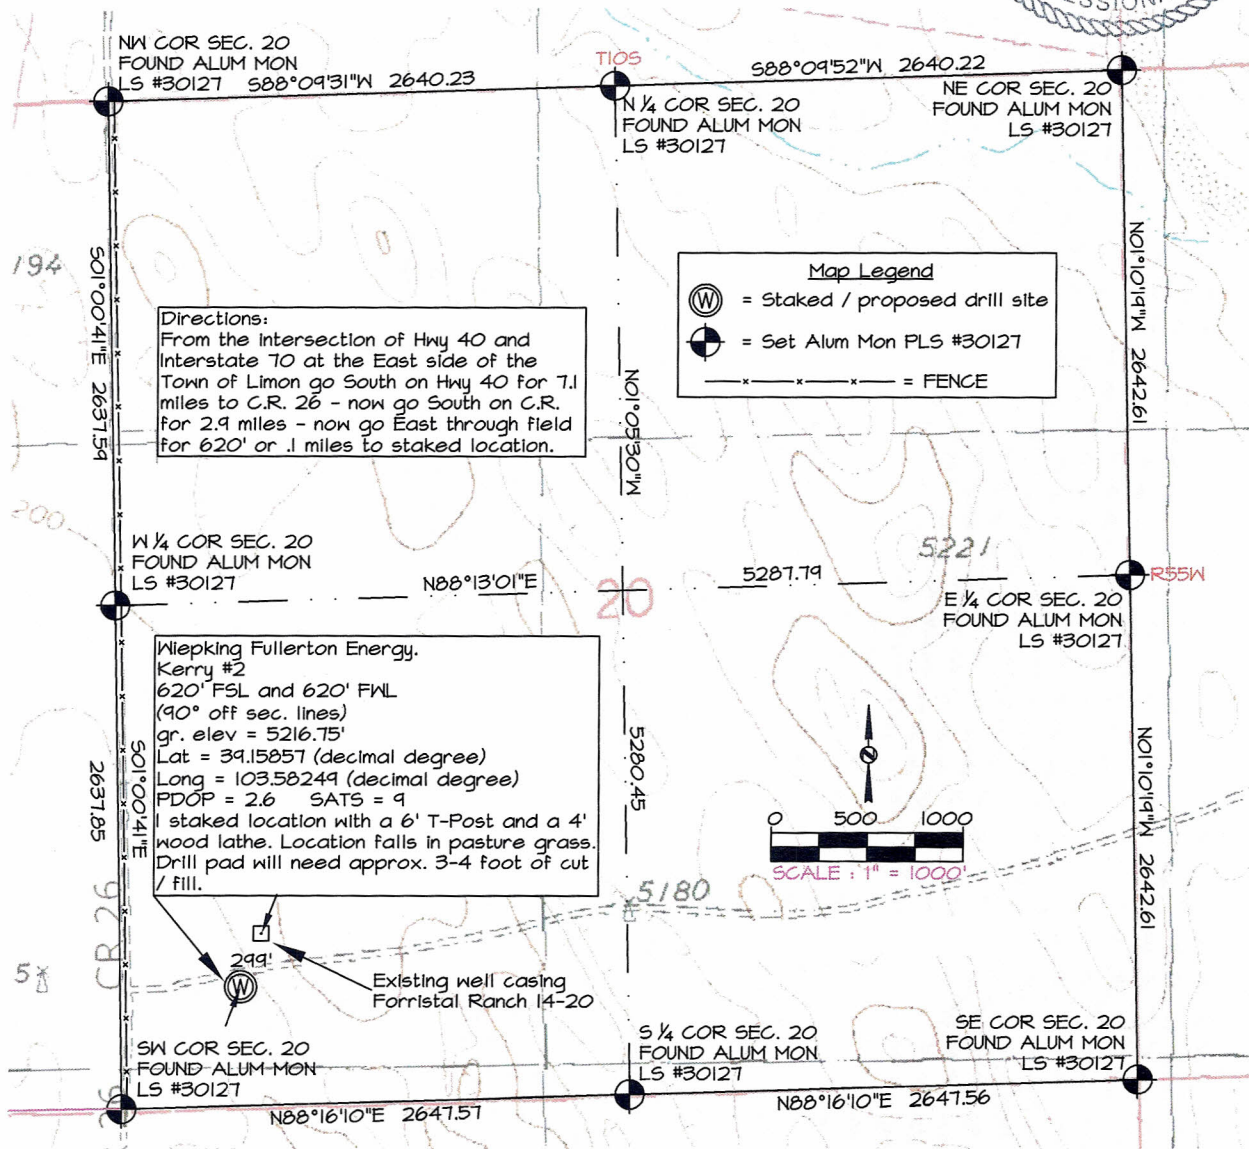 SSIONA
NW COR SEC. 20
FOUND ALUM MON
LS #30127
S88°09'31"W 2640.23
T10S
S88°09'52"W 2640.22
N 1/4 COR SEC. 20
FOUND ALUM MON
LS #30127
NE COR SEC. 20
FOUND ALUM MON
LS #30127
194
S01°00'41"E 2637.59
Directions:
From the intersection of Hwy 40 and
Interstate 70 at the East side of the
Town of Limon go South on Hwy 40 for 7.1
miles to C.R. 26 - now go South on C.R.
for 2.9 miles - now go East through field
for 620' or .1 miles to staked location.
Map Legend
W = Staked / proposed drill site
= Set Alum Mon PLS #30127
= FENCE
N01°05'30"W
N01°10'19"W 2642.61
200
W 1/4 COR SEC. 20
FOUND ALUM MON
LS #30127
N88°13'01"E
20
5287.79
5221
R55W
E 1/4 COR SEC. 20
FOUND ALUM MON
LS #30127
Wiepking Fullerton Energy.
Kerry #2
620' FSL and 620' FWL
(90° off sec. lines)
gr. elev = 5216.75'
Lat = 39.15857 (decimal degree)
Long = 103.58249 (decimal degree)
PDOP = 2.6 SATS = 9
1 staked location with a 6' T-Post and a 4'
wood lathe. Location falls in pasture grass.
Drill pad will need approx. 3-4 foot of cut
/ fill.
2637.85
S01°00'41"E
5280.45
N
0 500 1000
SCALE : 1" = 1000'
N01°10'19"W 2642.61
5180
CR 26
5
299'
W
Existing well casing
Forristal Ranch 14-20
SW COR SEC. 20
FOUND ALUM MON
LS #30127
S 1/4 COR SEC. 20
FOUND ALUM MON
LS #30127
SE COR SEC. 20
FOUND ALUM MON
LS #30127
26
N88°16'10"E 2647.57
N88°16'10"E 2647.56